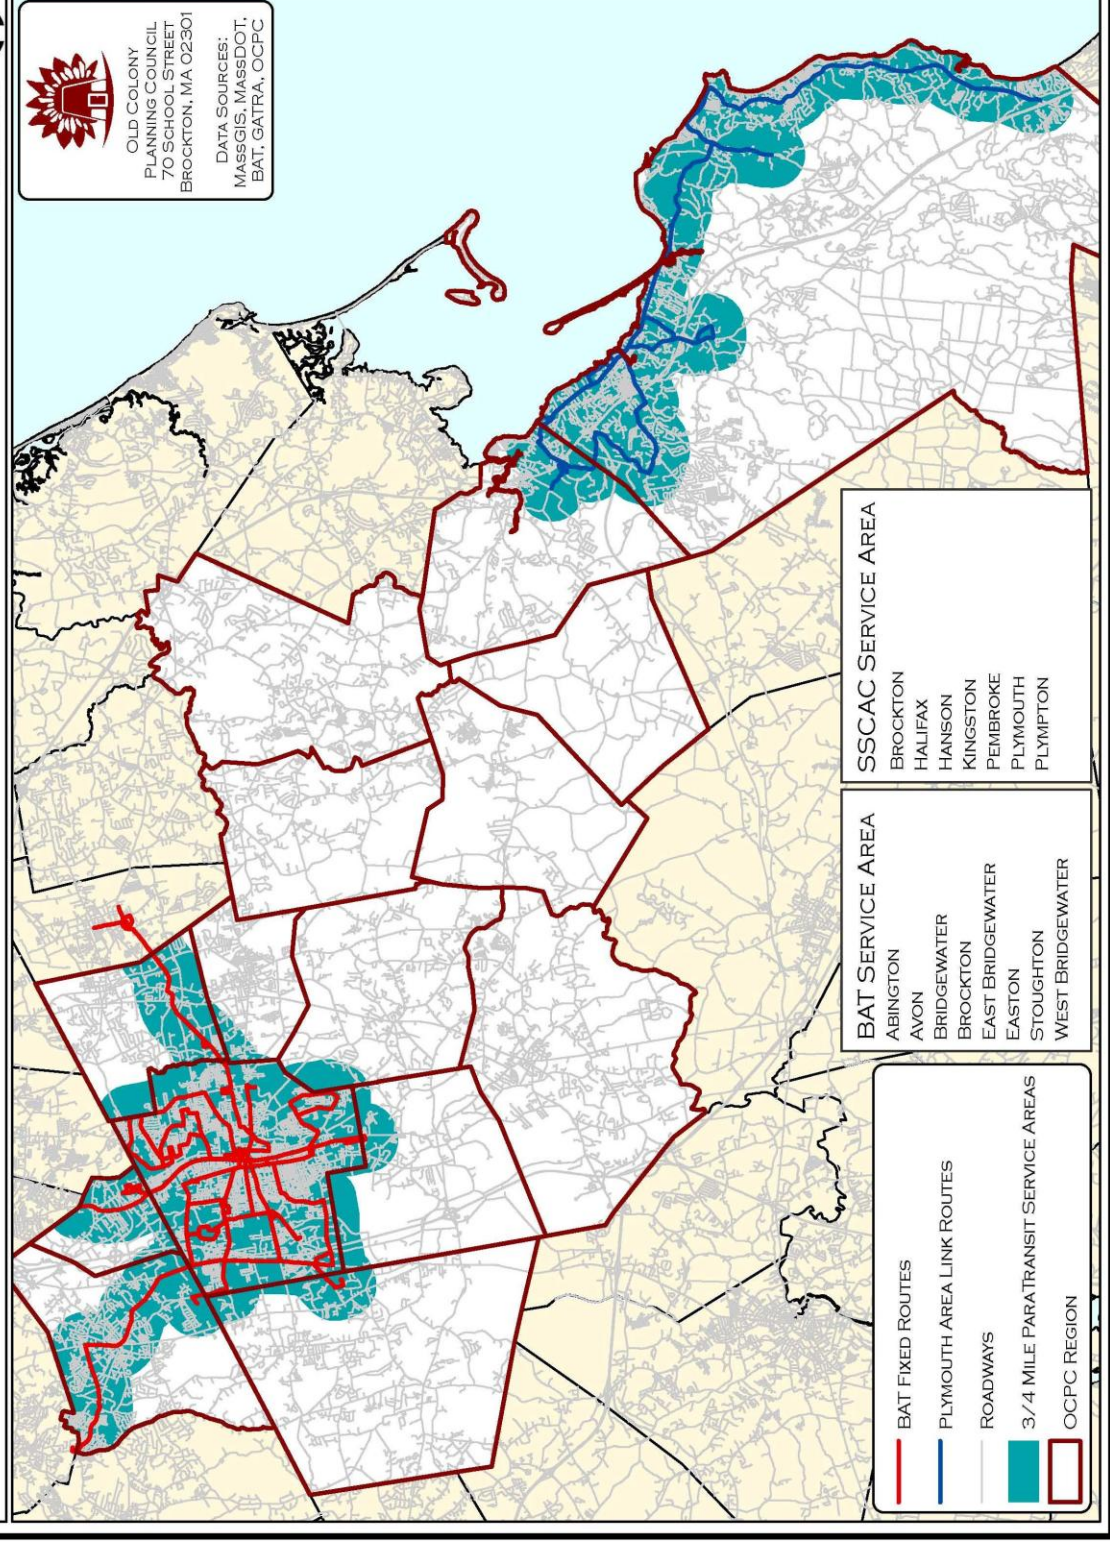 OLD COLONY
PLANNING COUNCIL
70 SCHOOL STREET
BROCKTON, MA 02301
DATA SOURCES:
MASSGIS, MASSDOT,
BAT, GATRA, OCPC
BAT FIXED ROUTES
PLYMOUTH AREA LINK ROUTES
ROADWAYS
3/4 MILE PARATRANSIT SERVICE AREAS
OCPC REGION
BAT SERVICE AREA
ABINGTON
AVON
BRIDGEWATER
BROCKTON
EAST BRIDGEWATER
EASTON
STOUGHTON
WEST BRIDGEWATER
SSCAC SERVICE AREA
BROCKTON
HALIFAX
HANSON
KINGSTON
PEMBROKE
PLYMOUTH
PLYMPTON